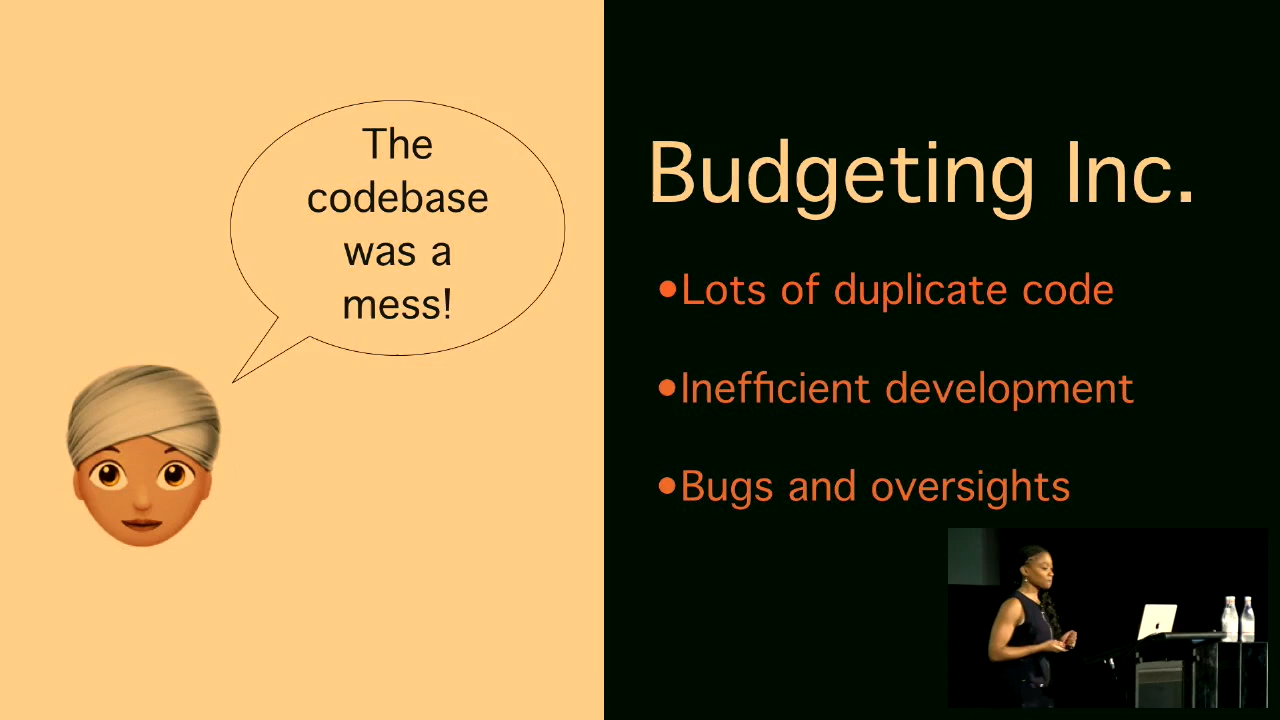 The
codebase
was a
mess!
Budgeting Inc.
•Lots of duplicate code
•Inefficient development
•Bugs and oversights